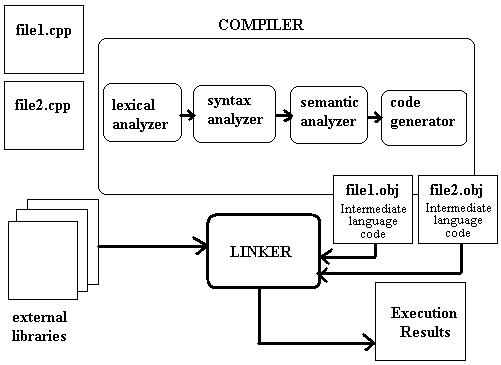 COMPILER
file1.cpp
file2.cpp
lexical
analyzer
syntax
analyzer
semantic
analyzer
code
generator
file1.obj
Intermediate
language
code
file2.obj
Intermediate
language
code
LINKER
external
libraries
Execution
Results